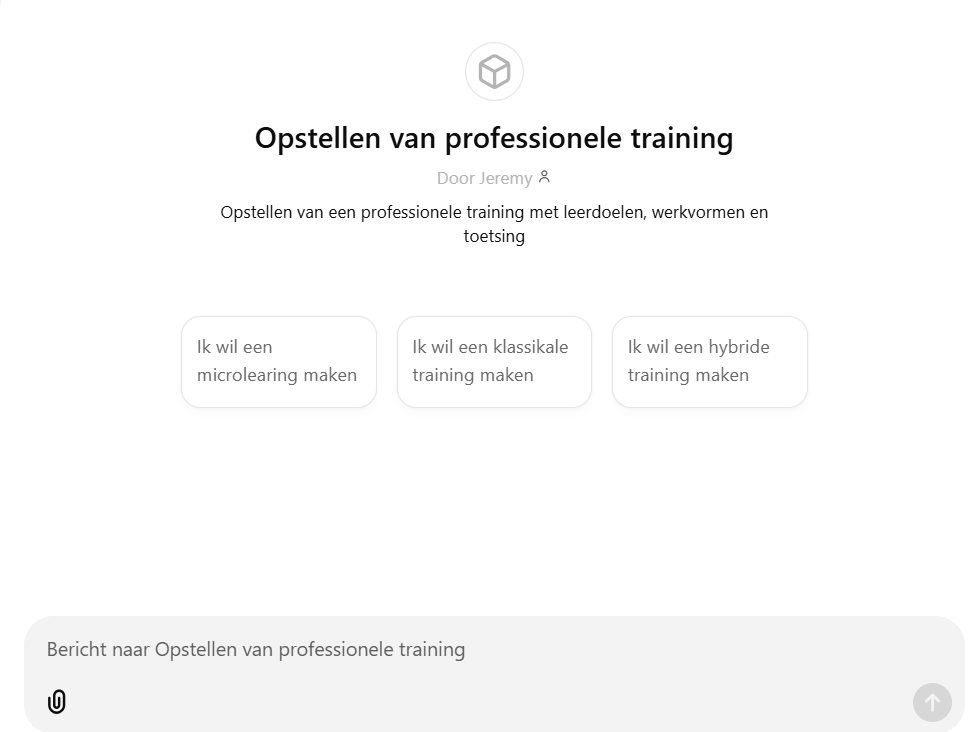 Opstellen van professionele training
Door Jeremy
Opstellen van een professionele training met leerdoelen, werkvormen en
toetsing
Ik wil een
microlearing maken
Ik wil een klassikale
training maken
Ik wil een hybride
training maken
Bericht naar Opstellen van professionele training